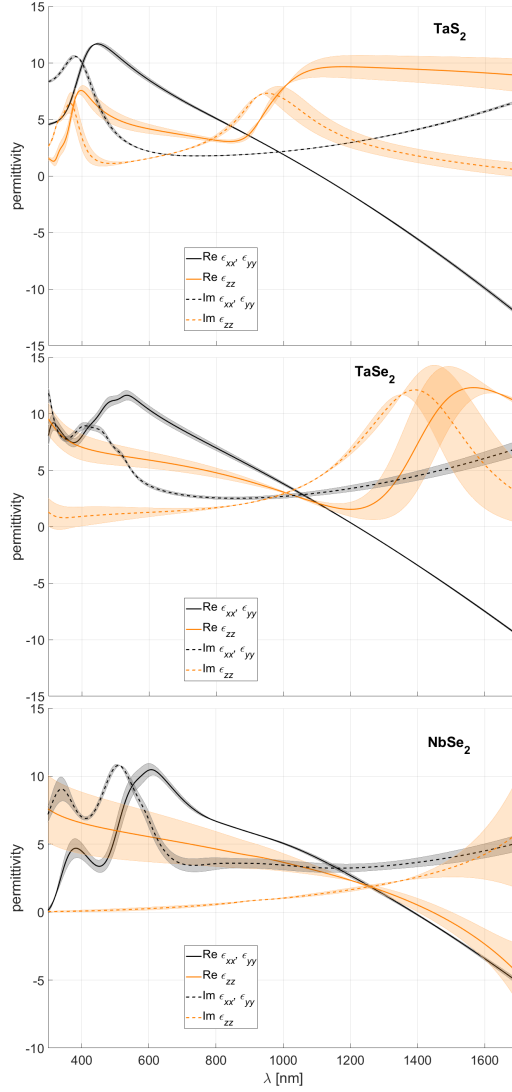 TaS2
15
10
5
0
-5
-10
-15
permittivity
Re ϵxx, ϵyy
Re ϵzz
Im ϵxx, ϵyy
Im ϵzz
TaSe2
15
10
5
0
-5
-10
-15
permittivity
Re ϵxx, ϵyy
Re ϵzz
Im ϵxx, ϵyy
Im ϵzz
NbSe2
15
10
5
0
-5
-10
permittivity
Re ϵxx, ϵyy
Re ϵzz
Im ϵxx, ϵyy
Im ϵzz
400 600 800 1000 1200 1400 1600
λ [nm]